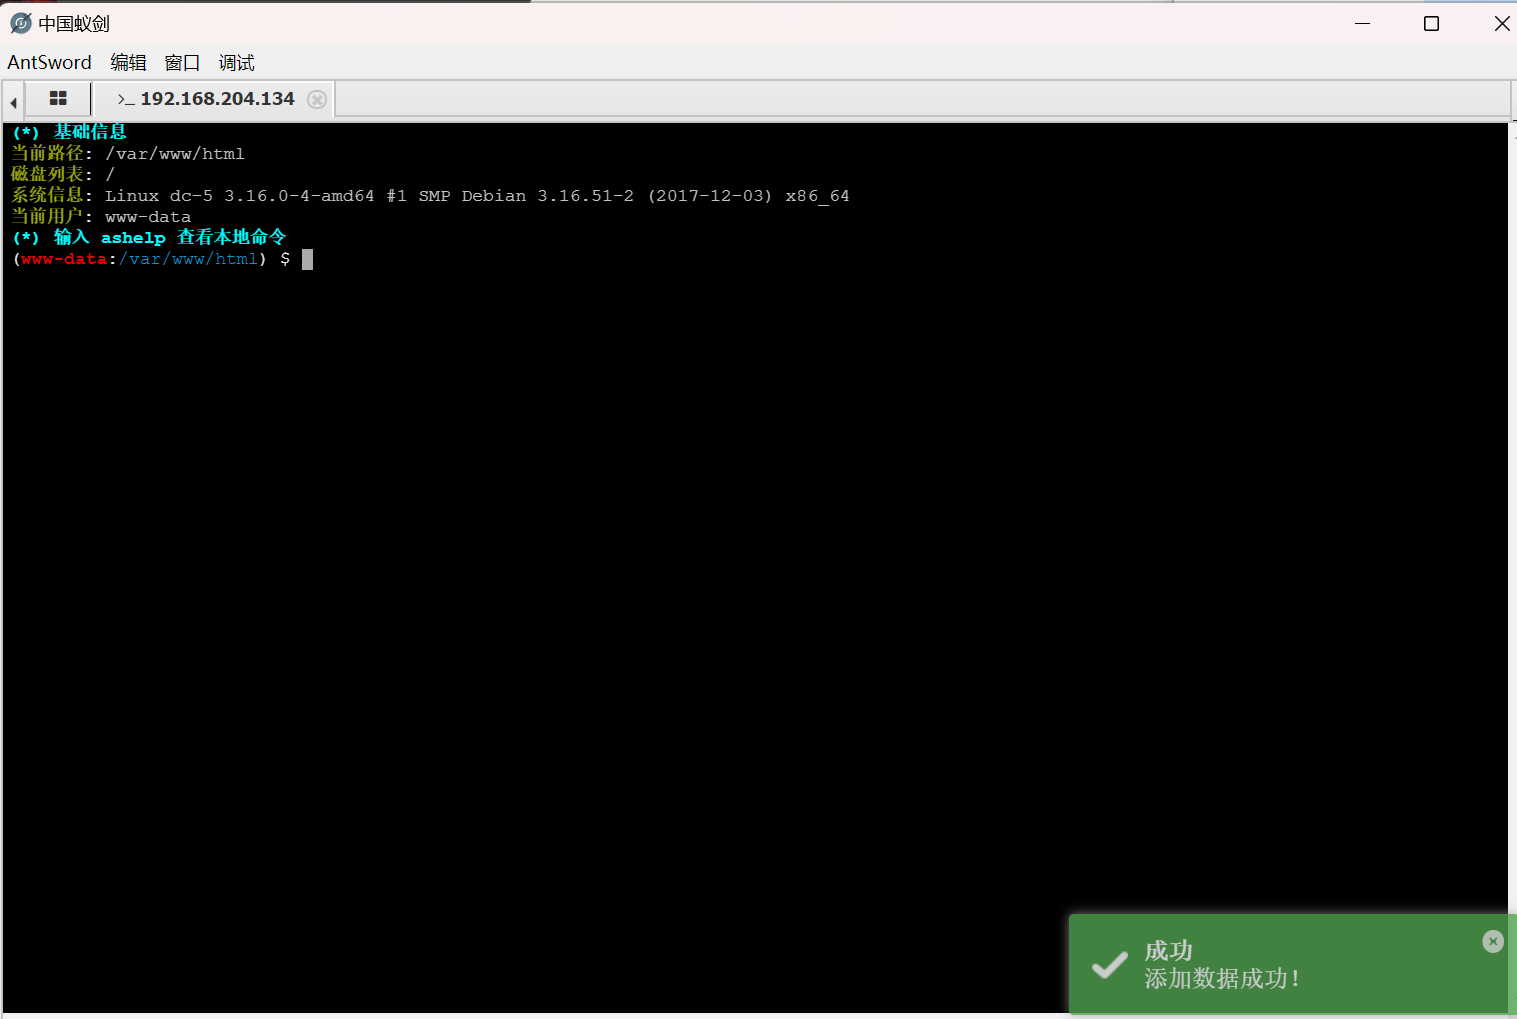 中国蚁剑
AntSword 编辑 窗口 调试
>_ 192.168.204.134
(*) 基础信息
当前路径: /var/www/html
磁盘列表: /
系统信息: Linux dc-5 3.16.0-4-amd64 #1 SMP Debian 3.16.51-2 (2017-12-03) x86_64
当前用户: www-data
(*) 输入 ashelp 查看本地命令
(www-data:/var/www/html) $
成功
添加数据成功!